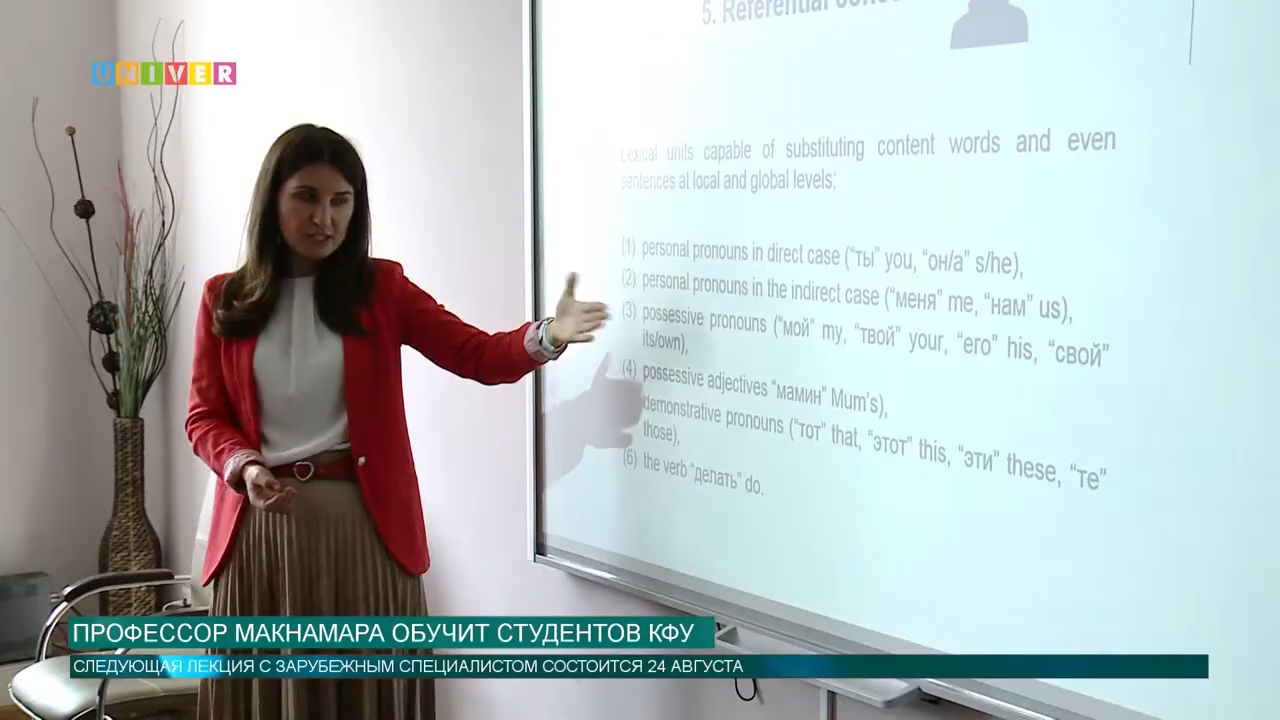 UNIVER
5. Referential
Lexical units capable of substituting content words and even
sentences at local and global levels:
(1) personal pronouns in direct case (“ты” you, “он/а” s/he),
(2) personal pronouns in the indirect case (“меня” me, “нам” us),
(3) possessive pronouns (“мой” my, “твой” your, “его” his, “свой”
its/own),
(4) possessive adjectives “мамин” Mum’s),
demonstrative pronouns (“тот” that, “этот” this, “эти” these, “те”
those),
(6) the verb “делать” do.
ПРОФЕССОР МАКНАМАРА ОБУЧИТ СТУДЕНТОВ КФУ
СЛЕДУЮЩАЯ ЛЕКЦИЯ С ЗАРУБЕЖНЫМ СПЕЦИАЛИСТОМ СОСТОИТСЯ 24 АВГУСТА